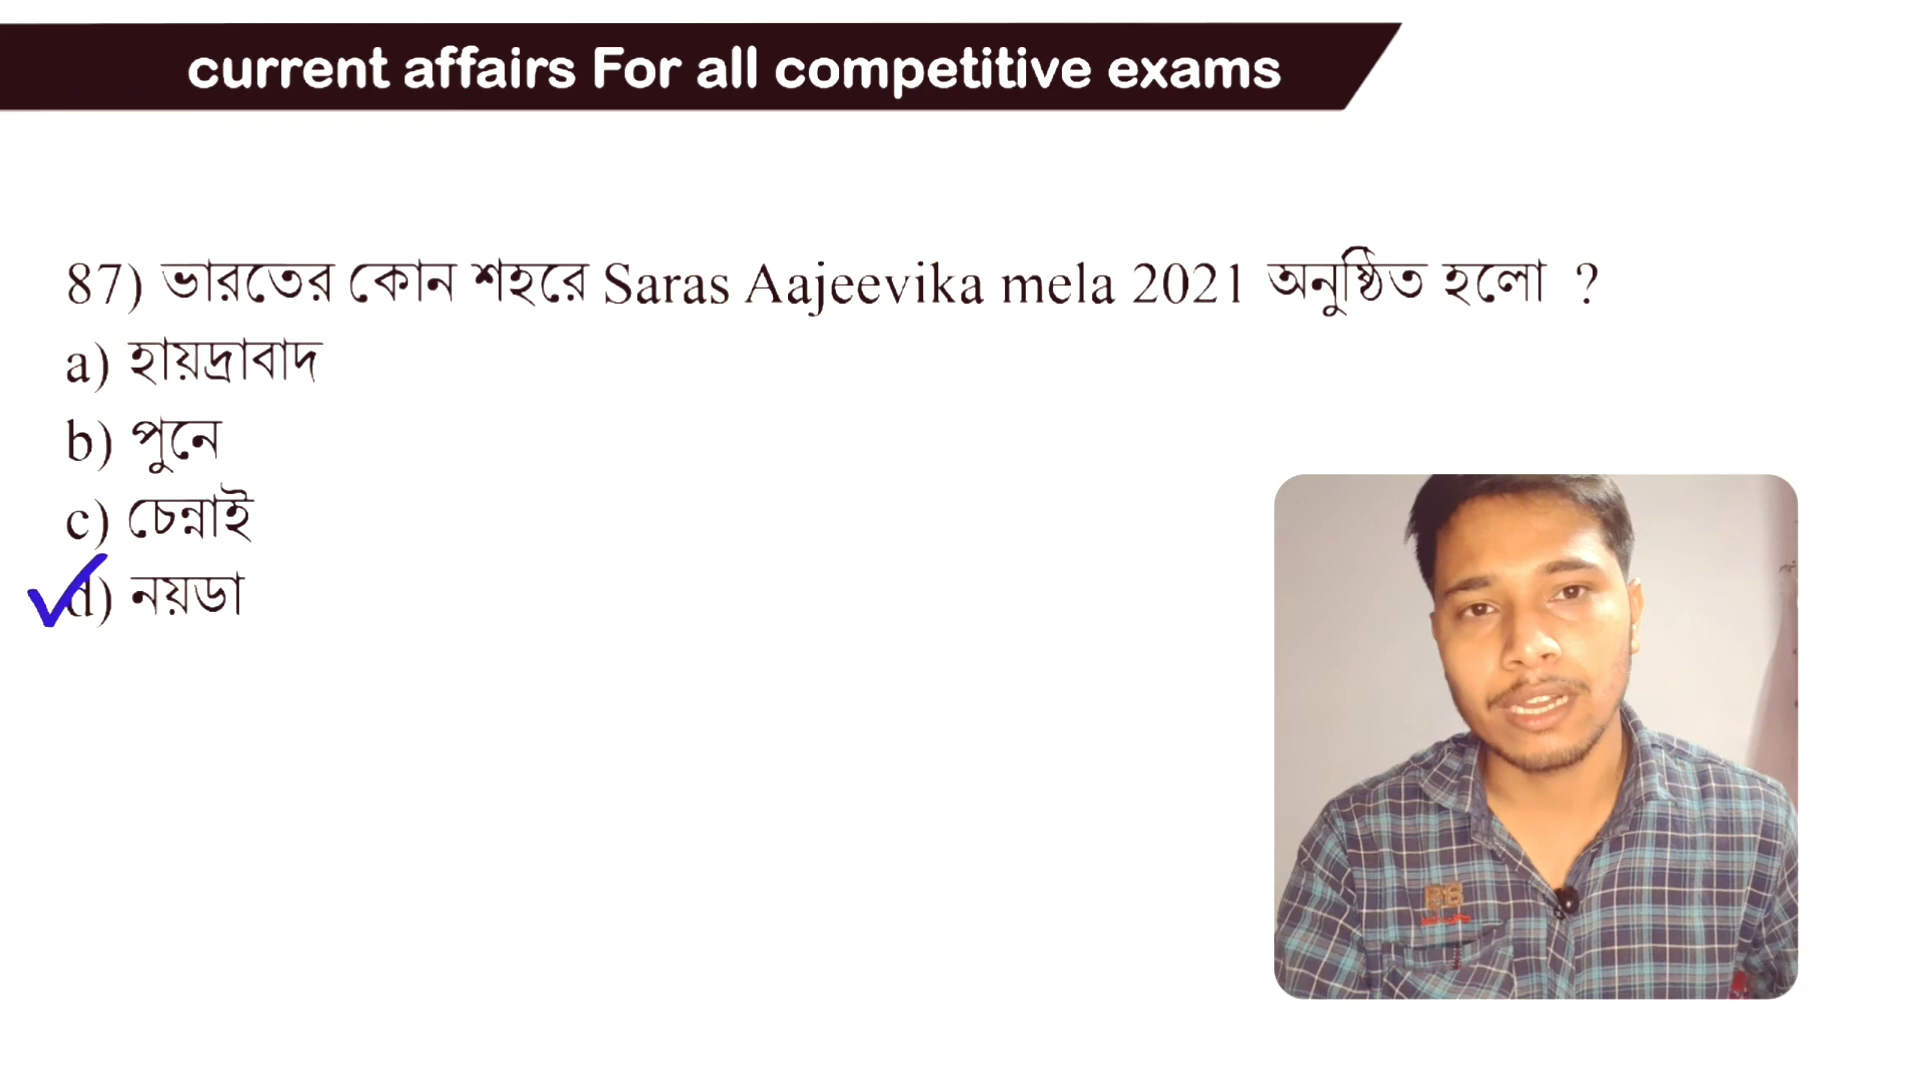 current affairs For all competitive exams
87) ভারতের কোন শহরে Saras Aajeevika mela 2021 অনুষ্ঠিত হলো ?
a) হায়দ্রাবাদ
b) পুনে
c) চেন্নাই
d) নয়ডা